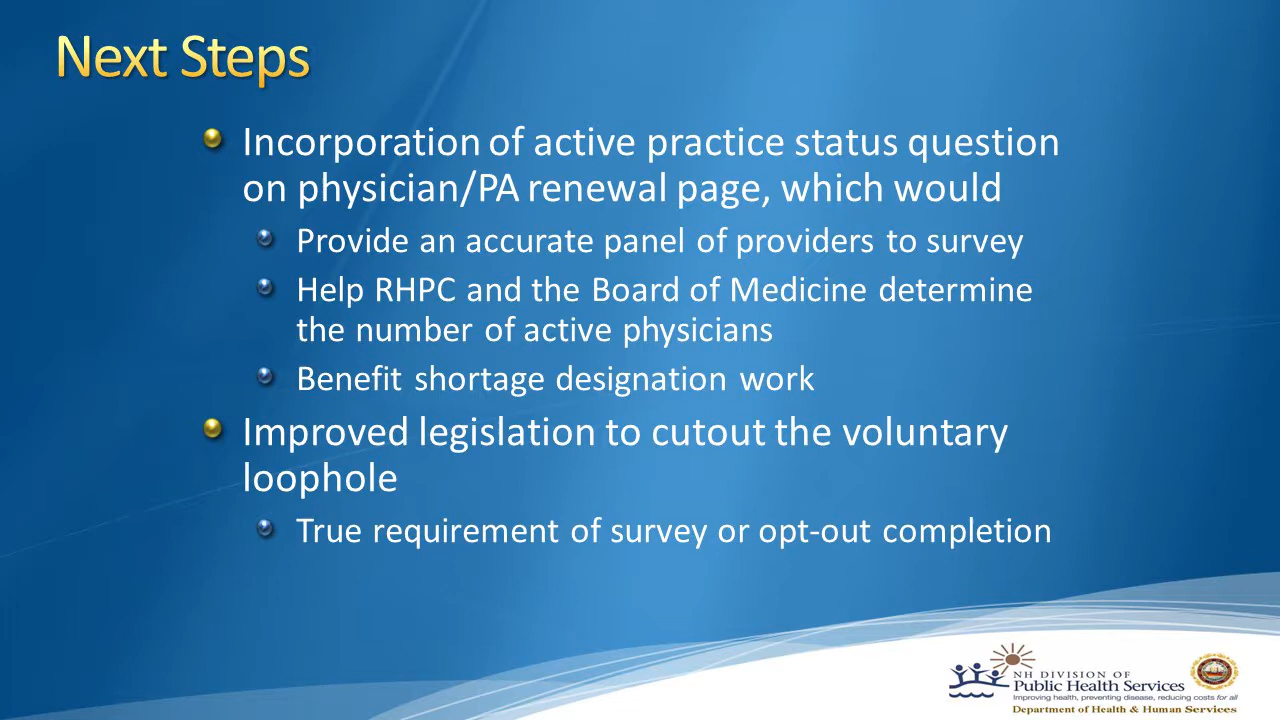 Next Steps
Incorporation of active practice status question
on physician/PA renewal page, which would
Provide an accurate panel of providers to survey
Help RHPC and the Board of Medicine determine
the number of active physicians
Benefit shortage designation work
Improved legislation to cutout the voluntary
loophole
True requirement of survey or opt-out completion
NH DIVISION OF
Public Health Services
Improving health, preventing disease, reducing costs for all
Department of Health & Human Services